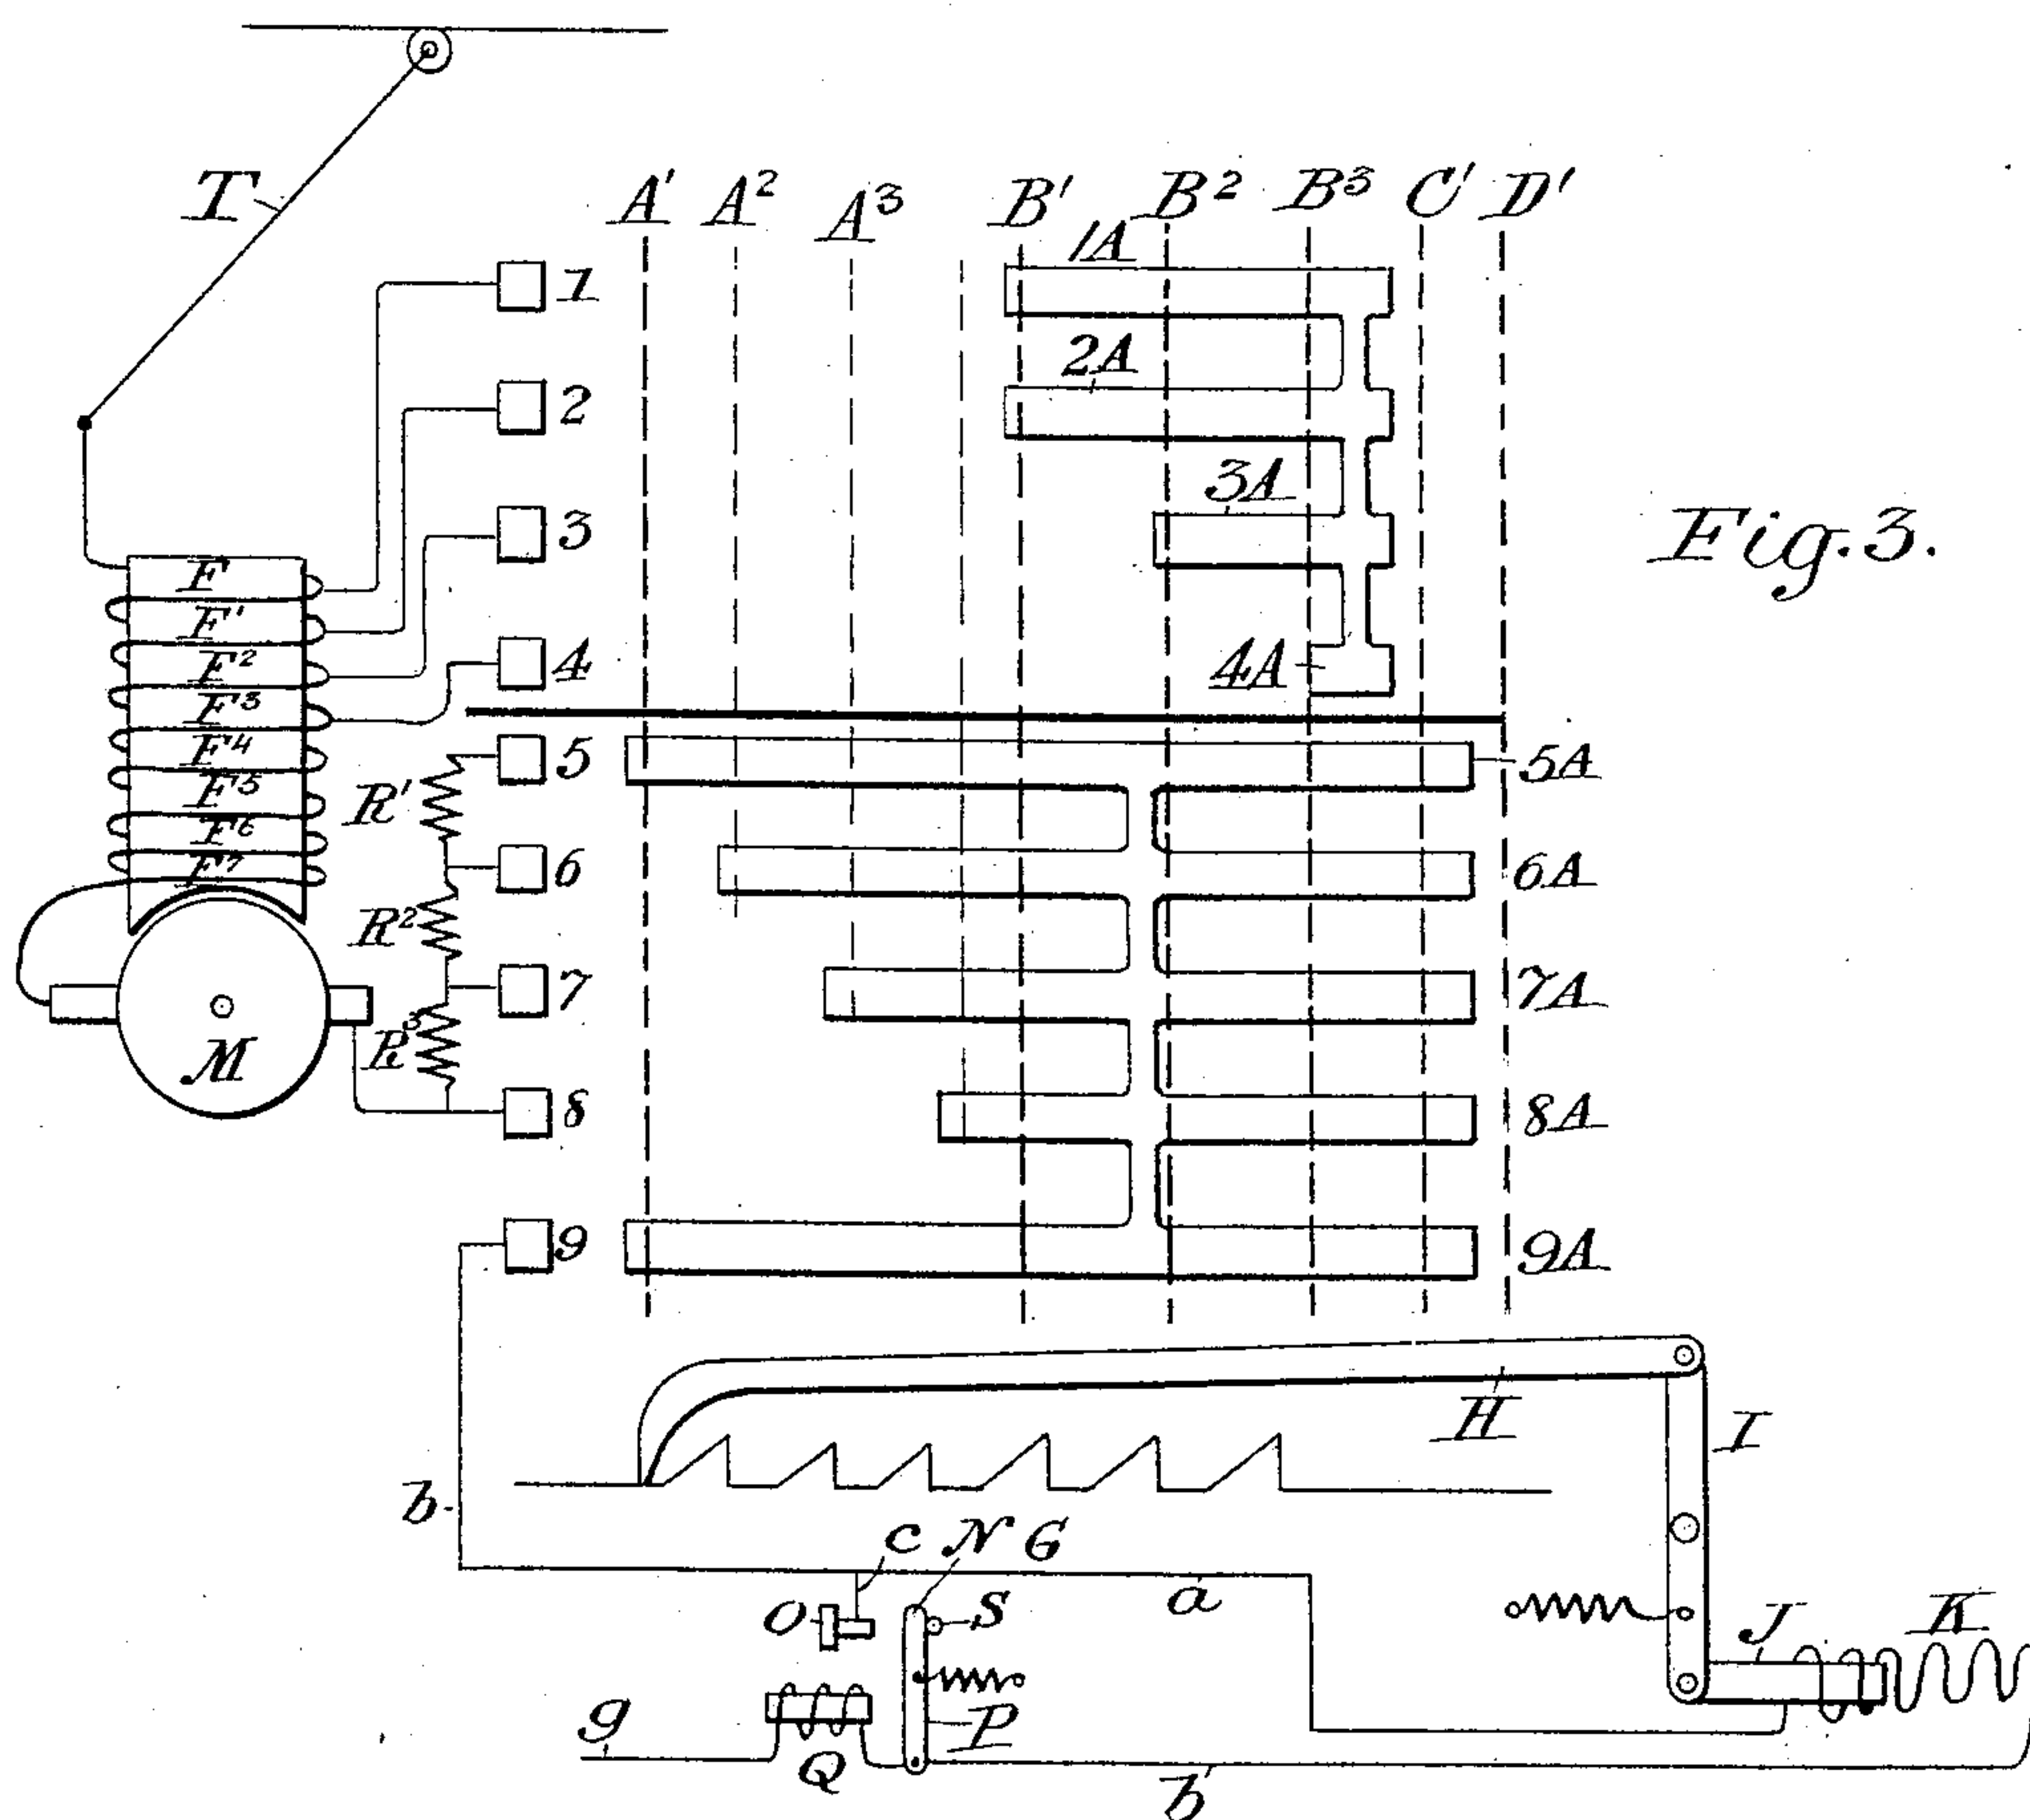 T
A' A² A³ B' B² B³ C' D'
1A
1
2A
2
3A
3
Fig. 3.
4A
4
F
F'
F²
F³
F⁴
F⁵
F⁶
F⁷
5 5A
R'
6 6A
R²
7 7A
R³
M
8 8A
9 9A
H
I
b
c N G
a
O S
J K
g
P
Q
b'